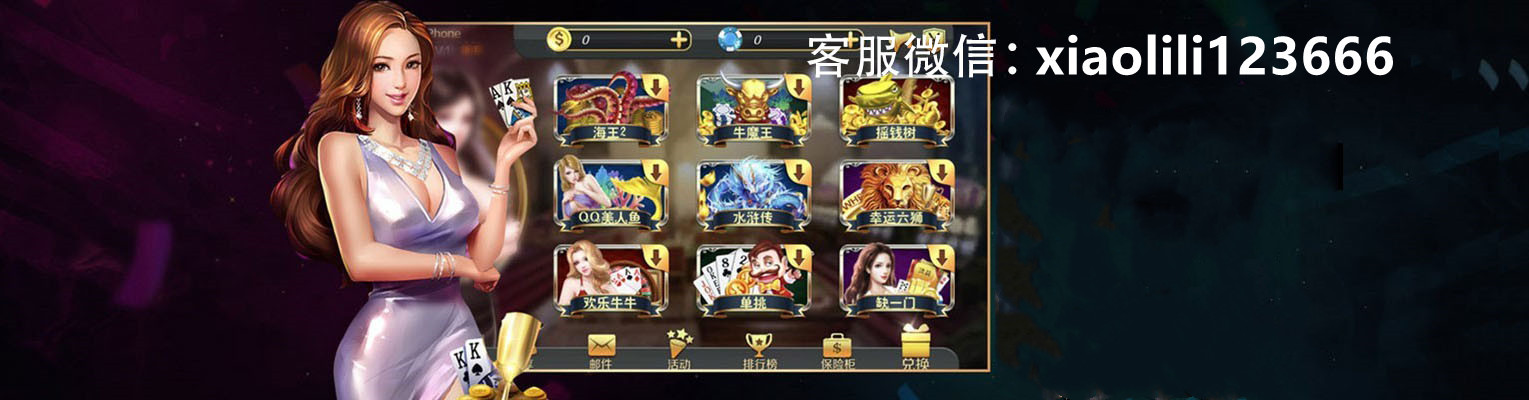 Phone
0
0
客服微信：xiaolili123666
海王2
牛魔王
摇钱树
QQ美人鱼
水浒传
幸运六狮
欢乐牛牛
单挑
缺一门
邮件
活动
排行榜
保险柜
兑换